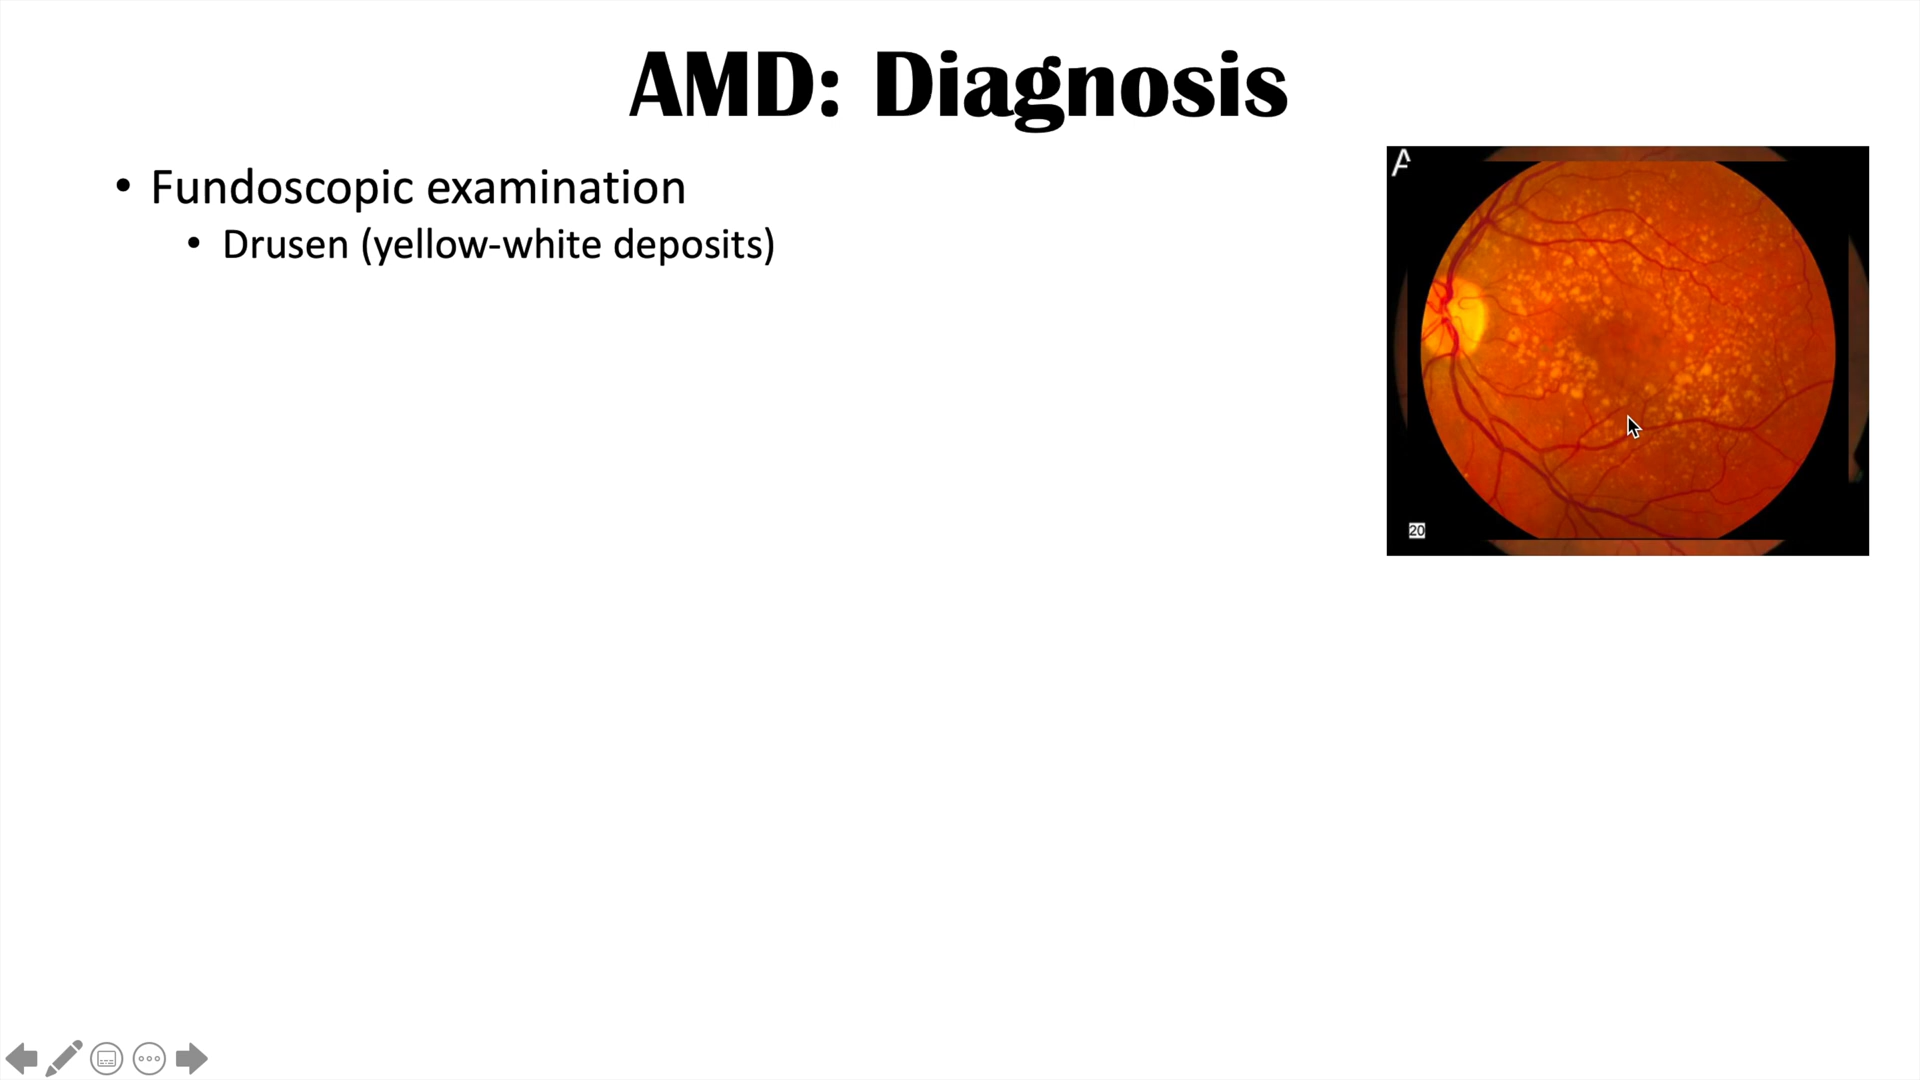 AMD: Diagnosis
• Fundoscopic examination
• Drusen (yellow-white deposits)
A
20